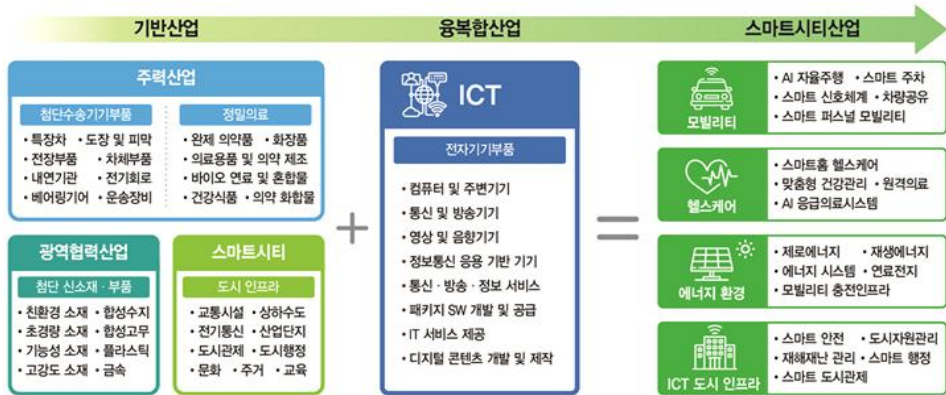 기반산업
융복합산업
스마트시티산업
주력산업
첨단수송기기부품
• 특장차 • 도장 및 피막
• 전장부품 • 차체부품
• 내연기관 • 전기회로
• 베어링기어 • 운송장비
정밀의료
• 완제 의약품 • 화장품
• 의료용품 및 의약 제조
• 바이오 연료 및 혼합물
• 건강식품 • 의약 화합물
광역협력산업
첨단 신소재 · 부품
• 친환경 소재 • 합성수지
• 초경량 소재 • 합성고무
• 기능성 소재 • 플라스틱
• 고강도 소재 • 금속
스마트시티
도시 인프라
• 교통시설 • 상하수도
• 전기통신 • 산업단지
• 도시관제 • 도시행정
• 문화 • 주거 • 교육
+
ICT
전자기기부품
• 컴퓨터 및 주변기기
• 통신 및 방송기기
• 영상 및 음향기기
• 정보통신 응용 기반 기기
• 통신 · 방송 · 정보 서비스
• 패키지 SW 개발 및 공급
• IT 서비스 제공
• 디지털 콘텐츠 개발 및 제작
=
모빌리티
• AI 자율주행 • 스마트 주차
• 스마트 신호체계 • 차량공유
• 스마트 퍼스널 모빌리티
헬스케어
• 스마트홈 헬스케어
• 맞춤형 건강관리 • 원격의료
• AI 응급의료시스템
에너지 환경
• 제로에너지 • 재생에너지
• 에너지 시스템 • 연료전지
• 모빌리티 충전인프라
ICT 도시 인프라
• 스마트 안전 • 도시자원관리
• 재해재난 관리 • 스마트 행정
• 스마트 도시관제